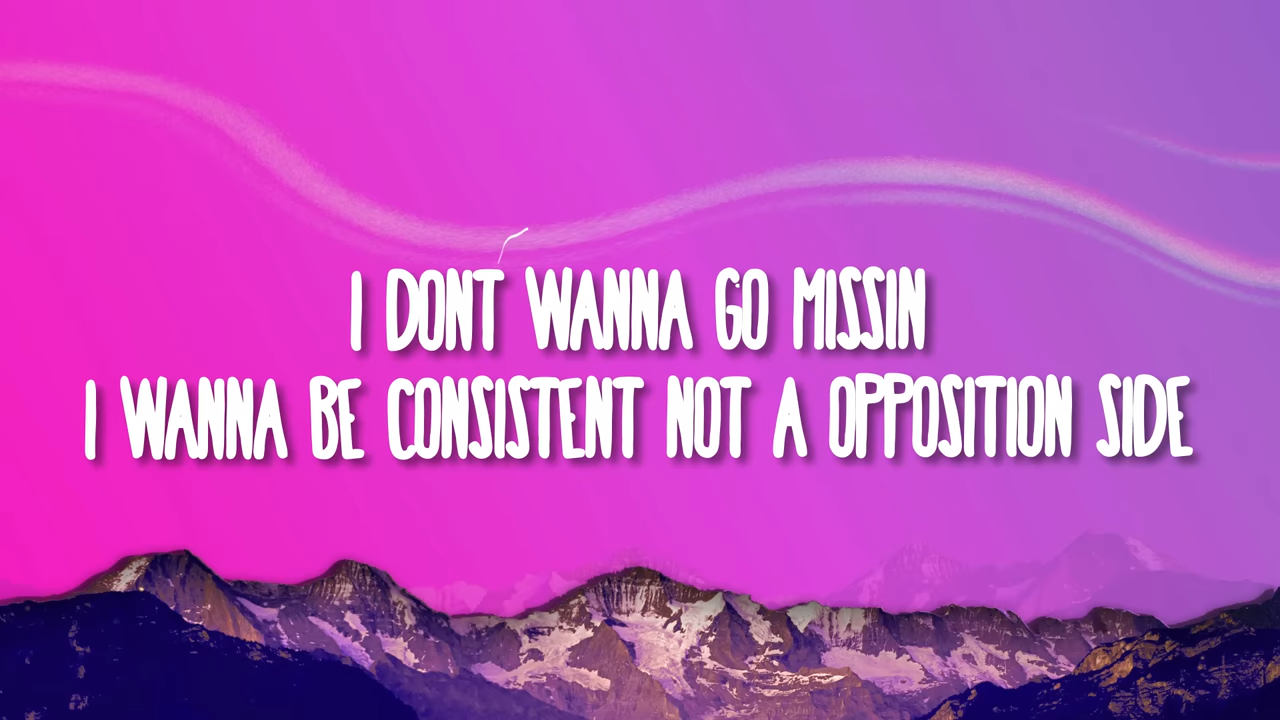 I DONT WANNA GO MISSIN
I WANNA BE CONSISTENT NOT A OPPOSITION SIDE